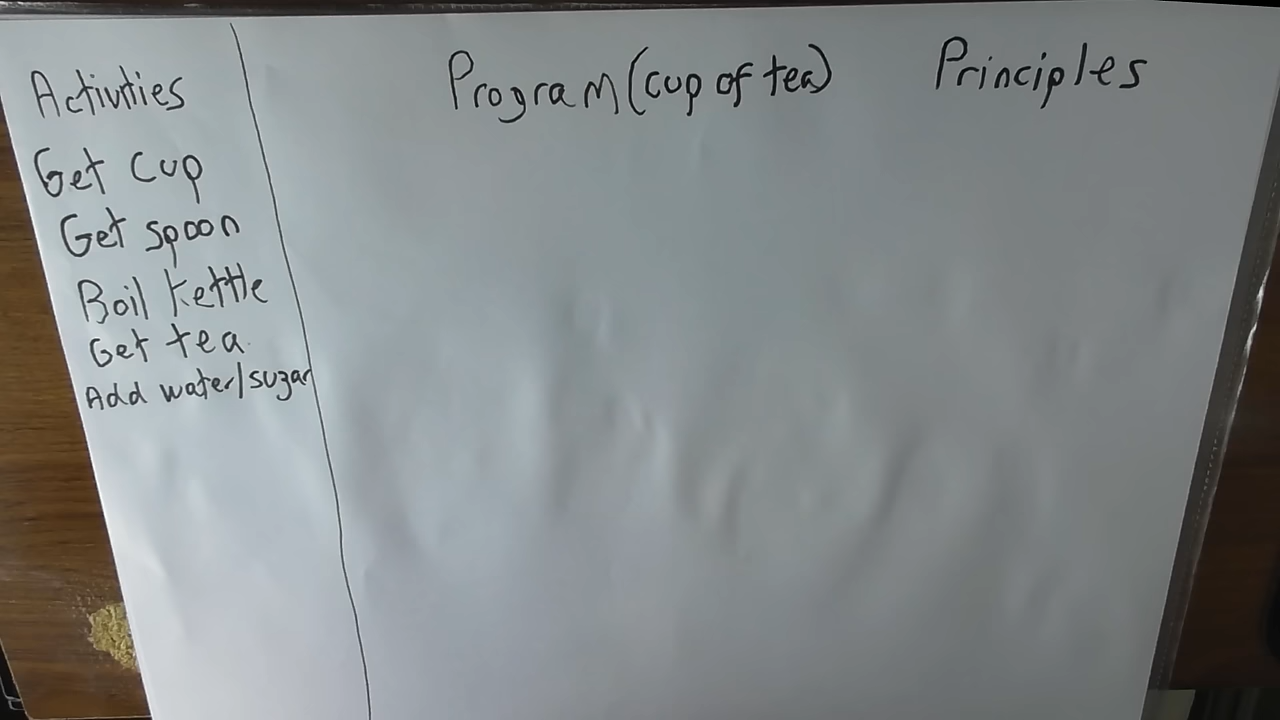 Activities
Program (cup of tea)
Principles
Get cup
Get spoon
Boil kettle
Get tea
Add water/sugar